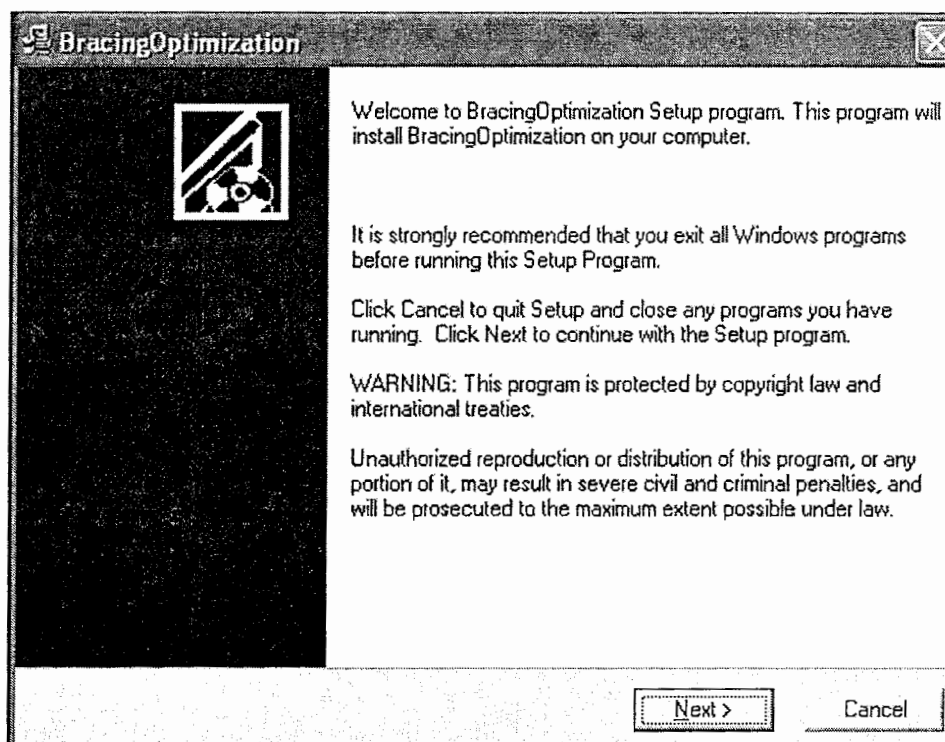 BracingOptimization
Welcome to BracingOptimization Setup program. This program will
install BracingOptimization on your computer.
It is strongly recommended that you exit all Windows programs
before running this Setup Program.
Click Cancel to quit Setup and close any programs you have
running. Click Next to continue with the Setup program.
WARNING: This program is protected by copyright law and
international treaties.
Unauthorized reproduction or distribution of this program, or any
portion of it, may result in severe civil and criminal penalties, and
will be prosecuted to the maximum extent possible under law.
Next >
Cancel